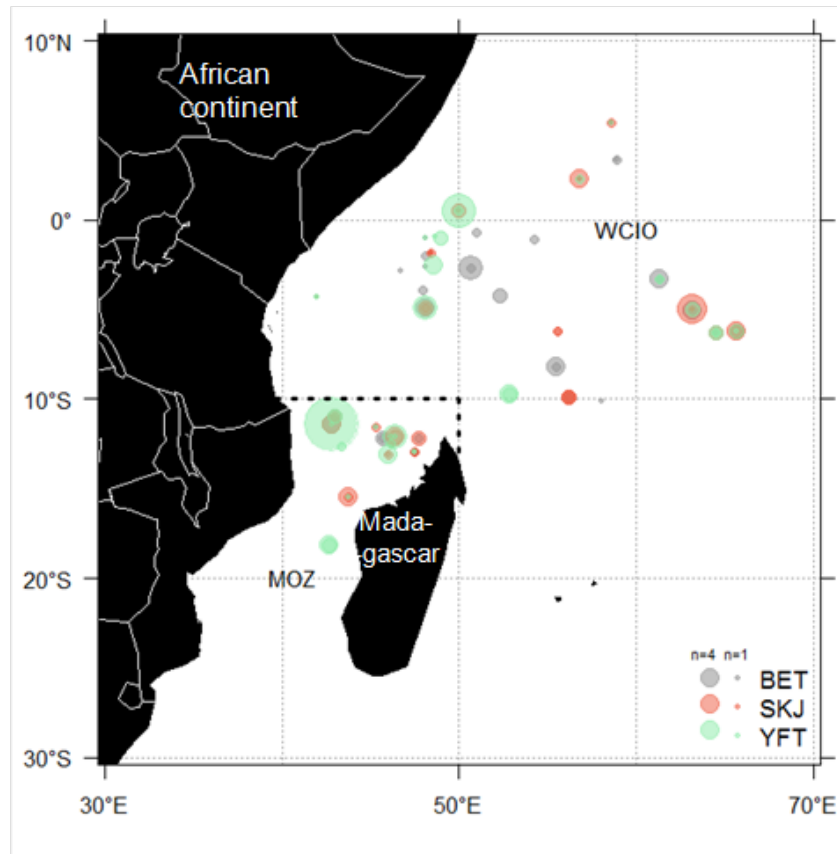 10°N
African
continent
0°
WCIO
10°S
Mada-
-gascar
20°S
MOZ
n=4 n=1
BET
SKJ
YFT
30°S
30°E 50°E 70°E